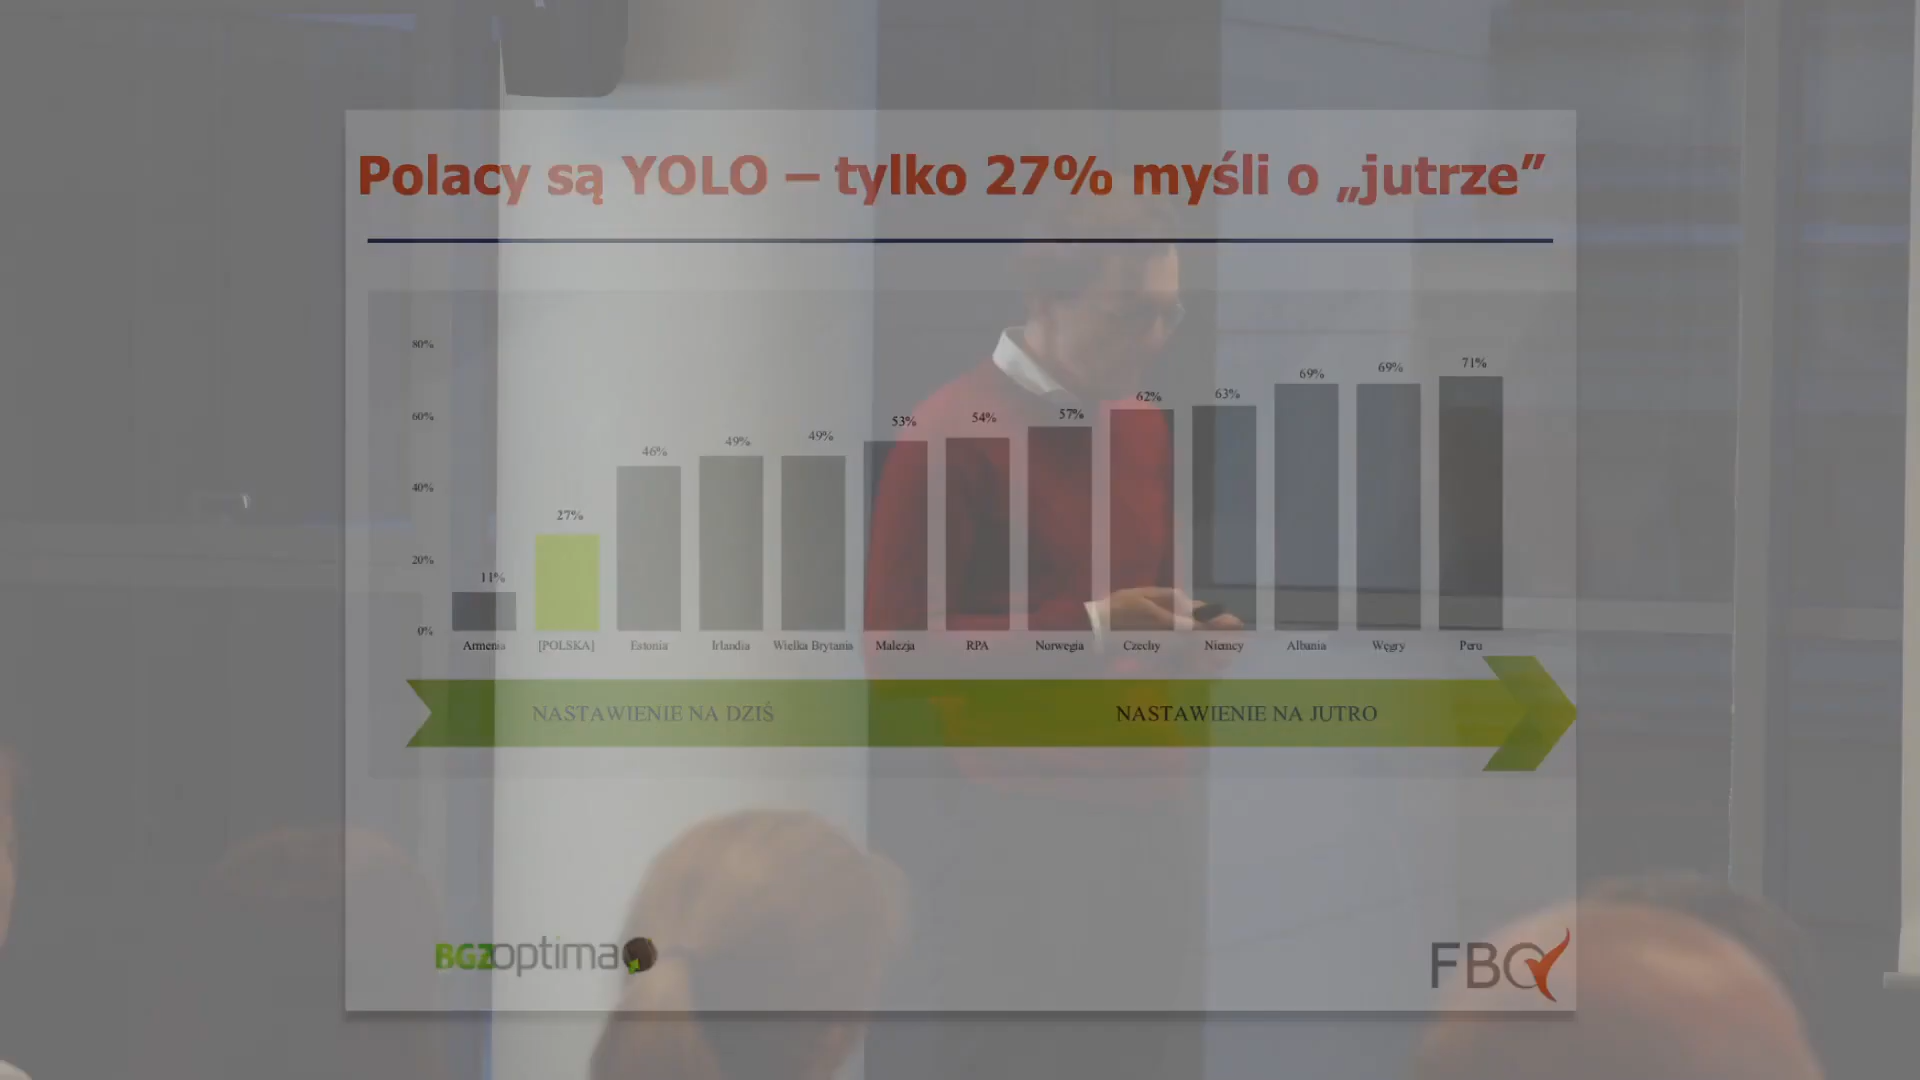 Polacy są YOLO – tylko 27% myśli o „jutrze”
80%
60%
40%
20%
0%
11%
27%
46%
49%
49%
53%
54%
57%
62%
63%
69%
69%
71%
Armenia
[POLSKA]
Estonia
Irlandia
Wielka Brytania
Malezja
RPA
Norwegia
Czechy
Niemcy
Albania
Węgry
Peru
NASTAWIENIE NA DZIŚ
NASTAWIENIE NA JUTRO
BGŻoptima
FBO